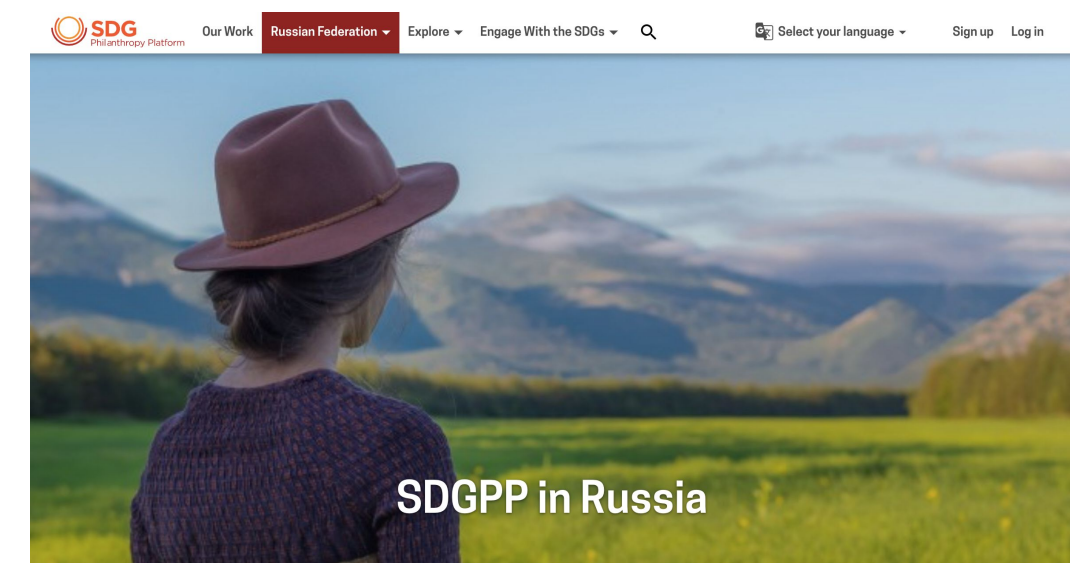 SDG
Philanthropy Platform
Our Work
Russian Federation
Explore
Engage With the SDGs
Select your language
Sign up
Log in
SDGPP in Russia